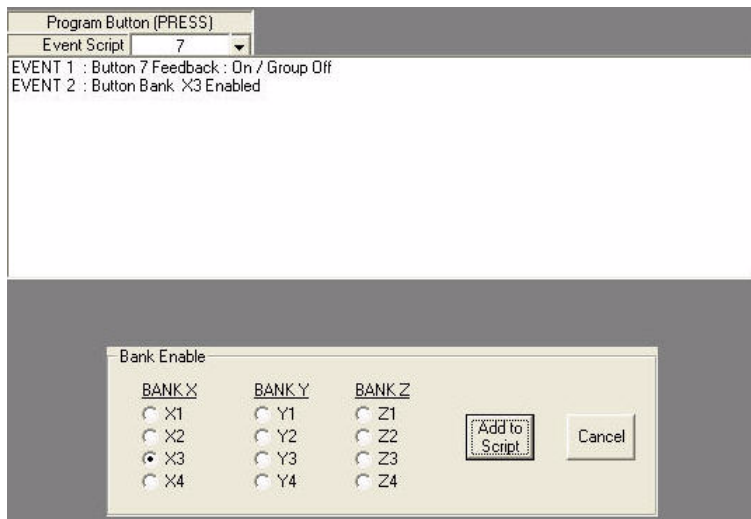 Program Button (PRESS)
Event Script 7
EVENT 1 : Button 7 Feedback : On / Group Off
EVENT 2 : Button Bank X3 Enabled
Bank Enable
BANK X BANK Y BANK Z
X1 Y1 Z1
X2 Y2 Z2
X3 Y3 Z3
X4 Y4 Z4
Add to
Script
Cancel